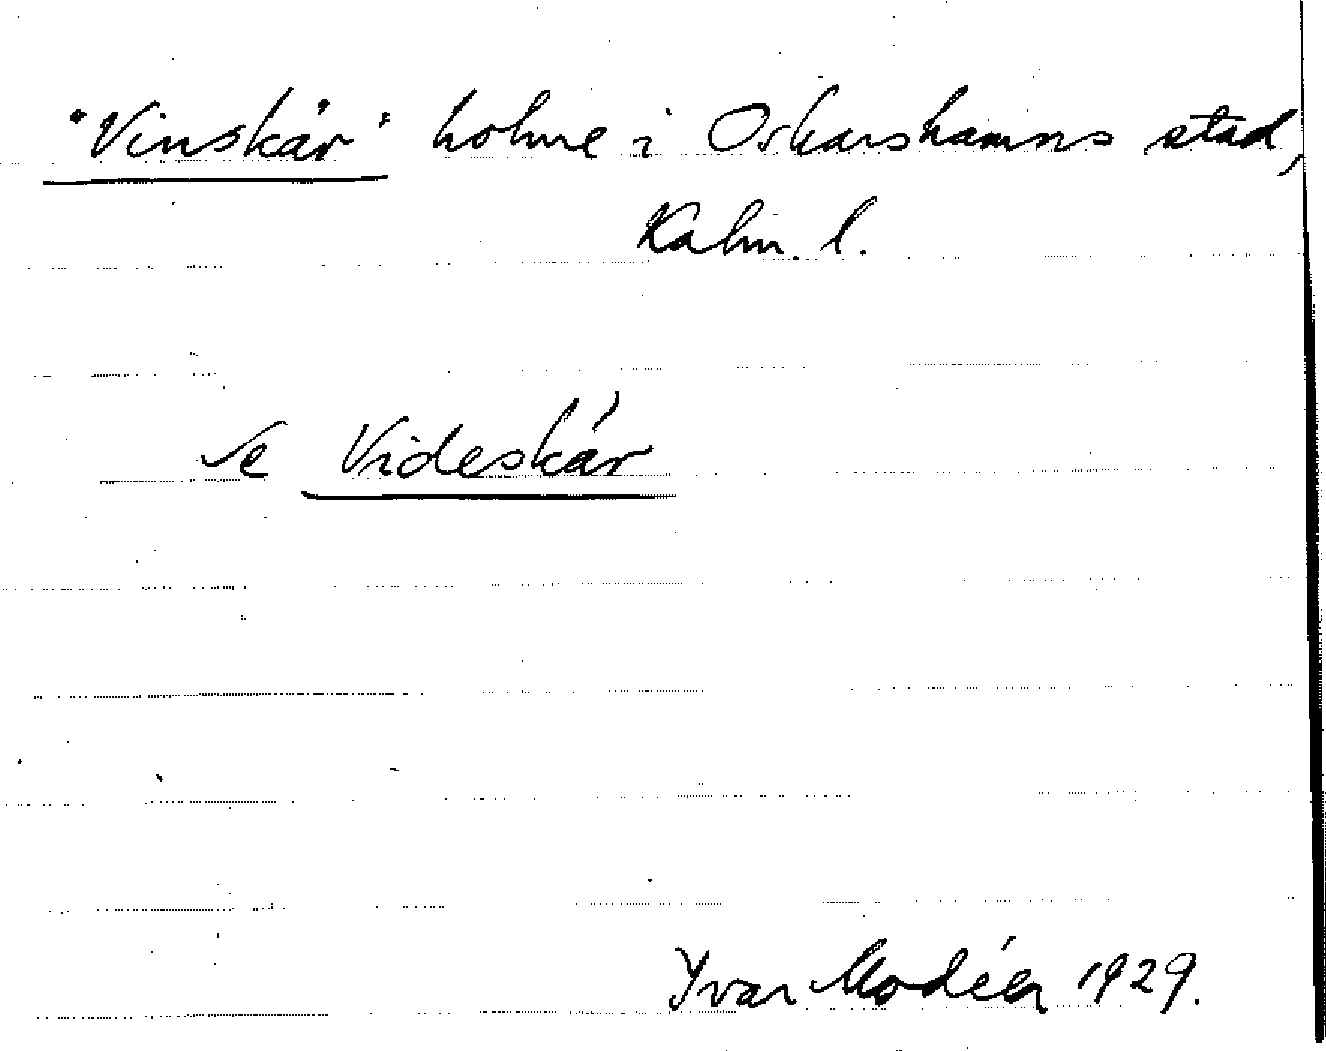 "Vinskär" holme i Oskarshamns stad,
Kalm. l.
Se Videskär
Ivar Modéer 1929.